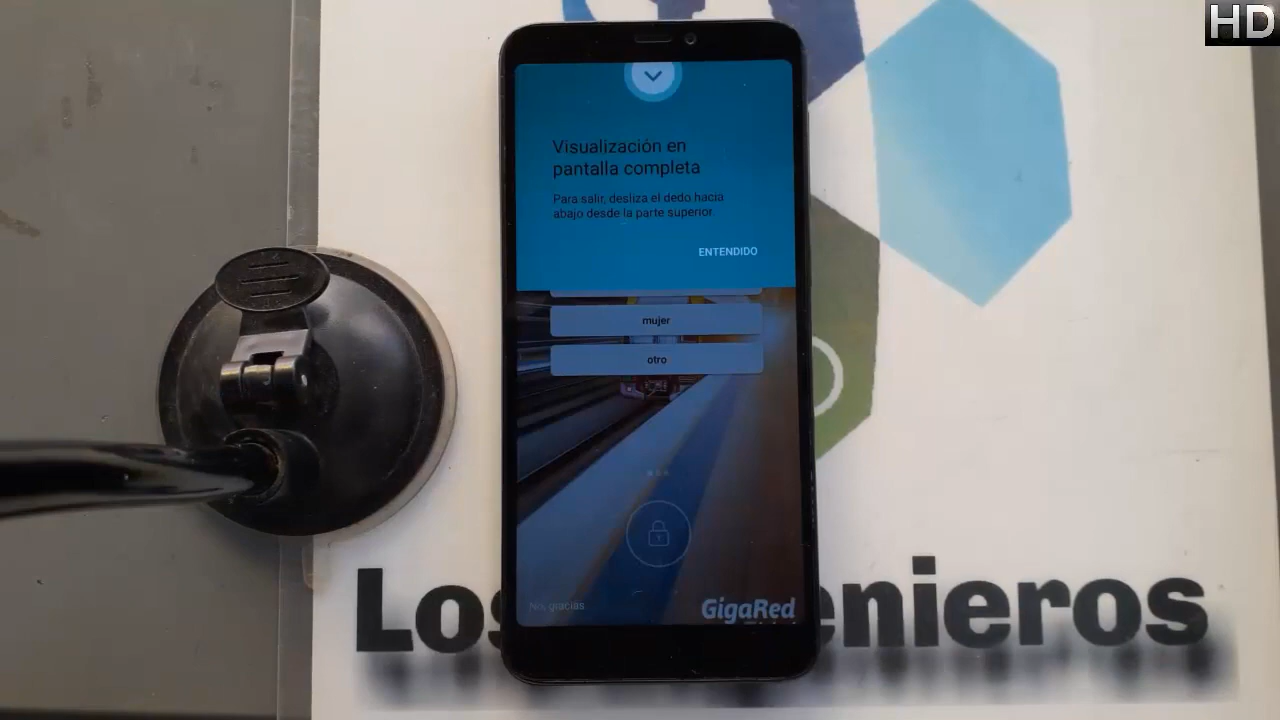 HD
Visualización en
pantalla completa
Para salir, desliza el dedo hacia
abajo desde la parte superior.
ENTENDIDO
mujer
otro
No, gracias
GigaRed
Los enieros